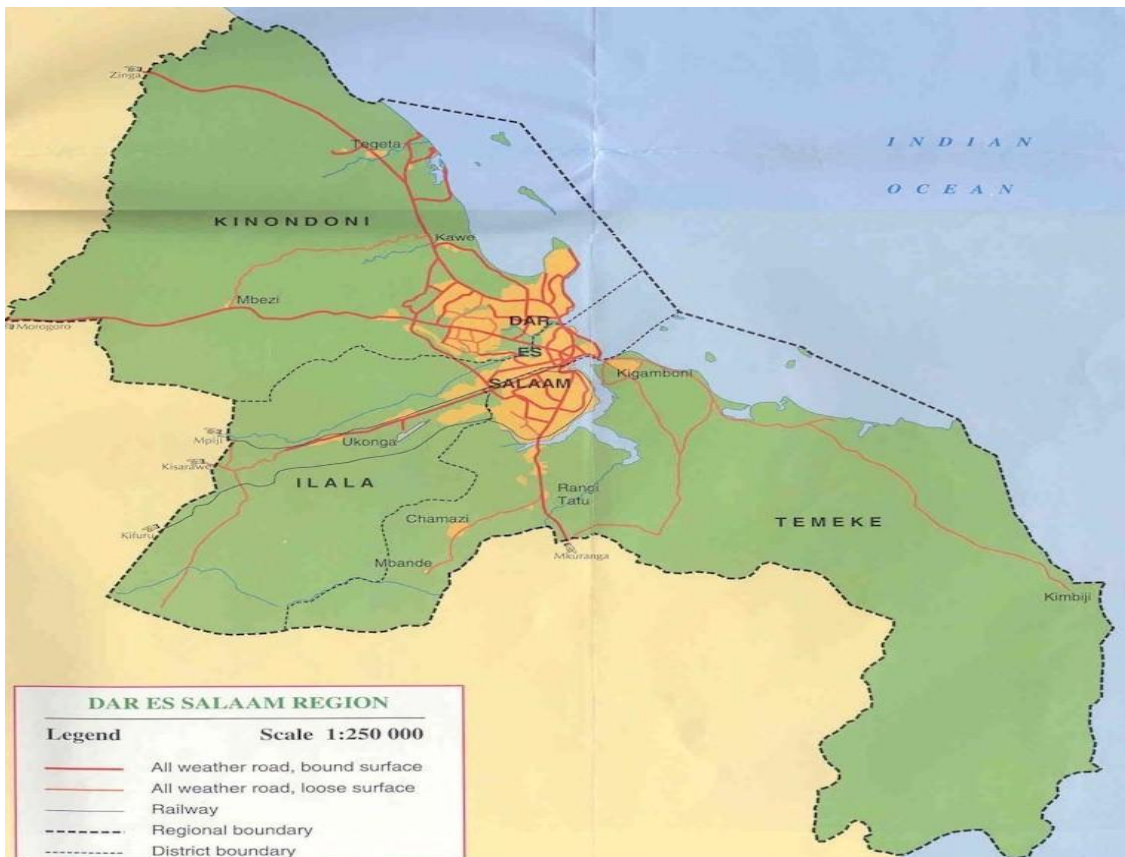 Zinga
Tegeta
INDIAN
OCEAN
KINONDONI
Kawe
Mbezi
Morogoro
DAR
ES
SALAAM
Kigamboni
Mpiji
Ukonga
Kisarawe
ILALA
Rangi
Tatu
Chamazi
TEMEKE
Kifuru
Mkuranga
Mbande
Kimbiji
DAR ES SALAAM REGION
Legend Scale 1:250 000
All weather road, bound surface
All weather road, loose surface
Railway
Regional boundary
District boundary